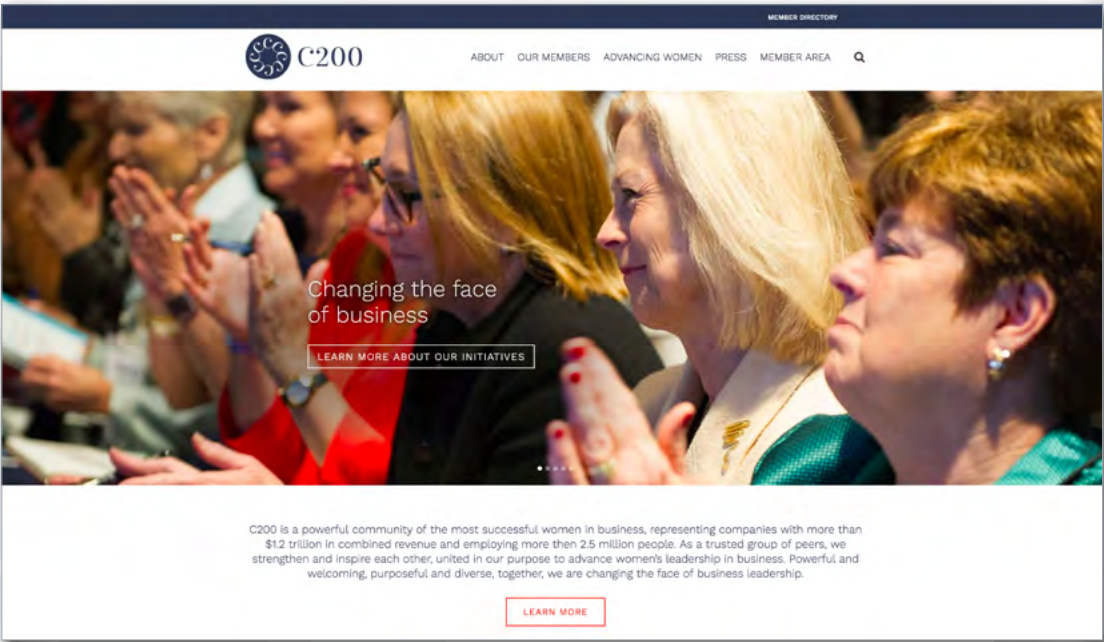 MEMBER DIRECTORY
C200
ABOUT OUR MEMBERS ADVANCING WOMEN PRESS MEMBER AREA
Changing the face
of business
LEARN MORE ABOUT OUR INITIATIVES
C200 is a powerful community of the most successful women in business, representing companies with more than
$1.2 trillion in combined revenue and employing more then 2.5 million people. As a trusted group of peers, we
strengthen and inspire each other, united in our purpose to advance women's leadership in business. Powerful and
welcoming, purposeful and diverse, together, we are changing the face of business leadership.
LEARN MORE